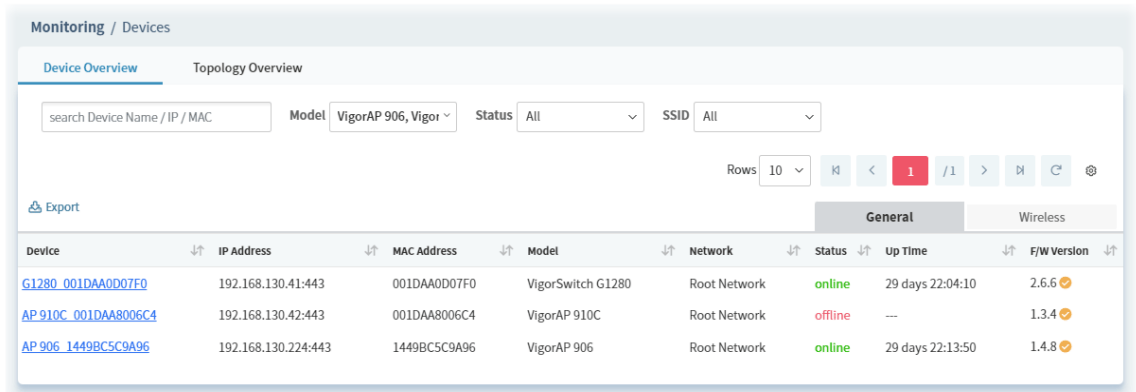 Monitoring / Devices
Device Overview Topology Overview
search Device Name / IP / MAC Model VigorAP 906, Vigor Status All SSID All
Rows 10 1 / 1
Export General Wireless
Device IP Address MAC Address Model Network Status Up Time F/W Version
G1280_001DAA0D07F0 192.168.130.41:443 001DAA0D07F0 VigorSwitch G1280 Root Network online 29 days 22:04:10 2.6.6
AP 910C_001DAA8006C4 192.168.130.42:443 001DAA8006C4 VigorAP 910C Root Network offline --- 1.3.4
AP 906_1449BC5C9A96 192.168.130.224:443 1449BC5C9A96 VigorAP 906 Root Network online 29 days 22:13:50 1.4.8